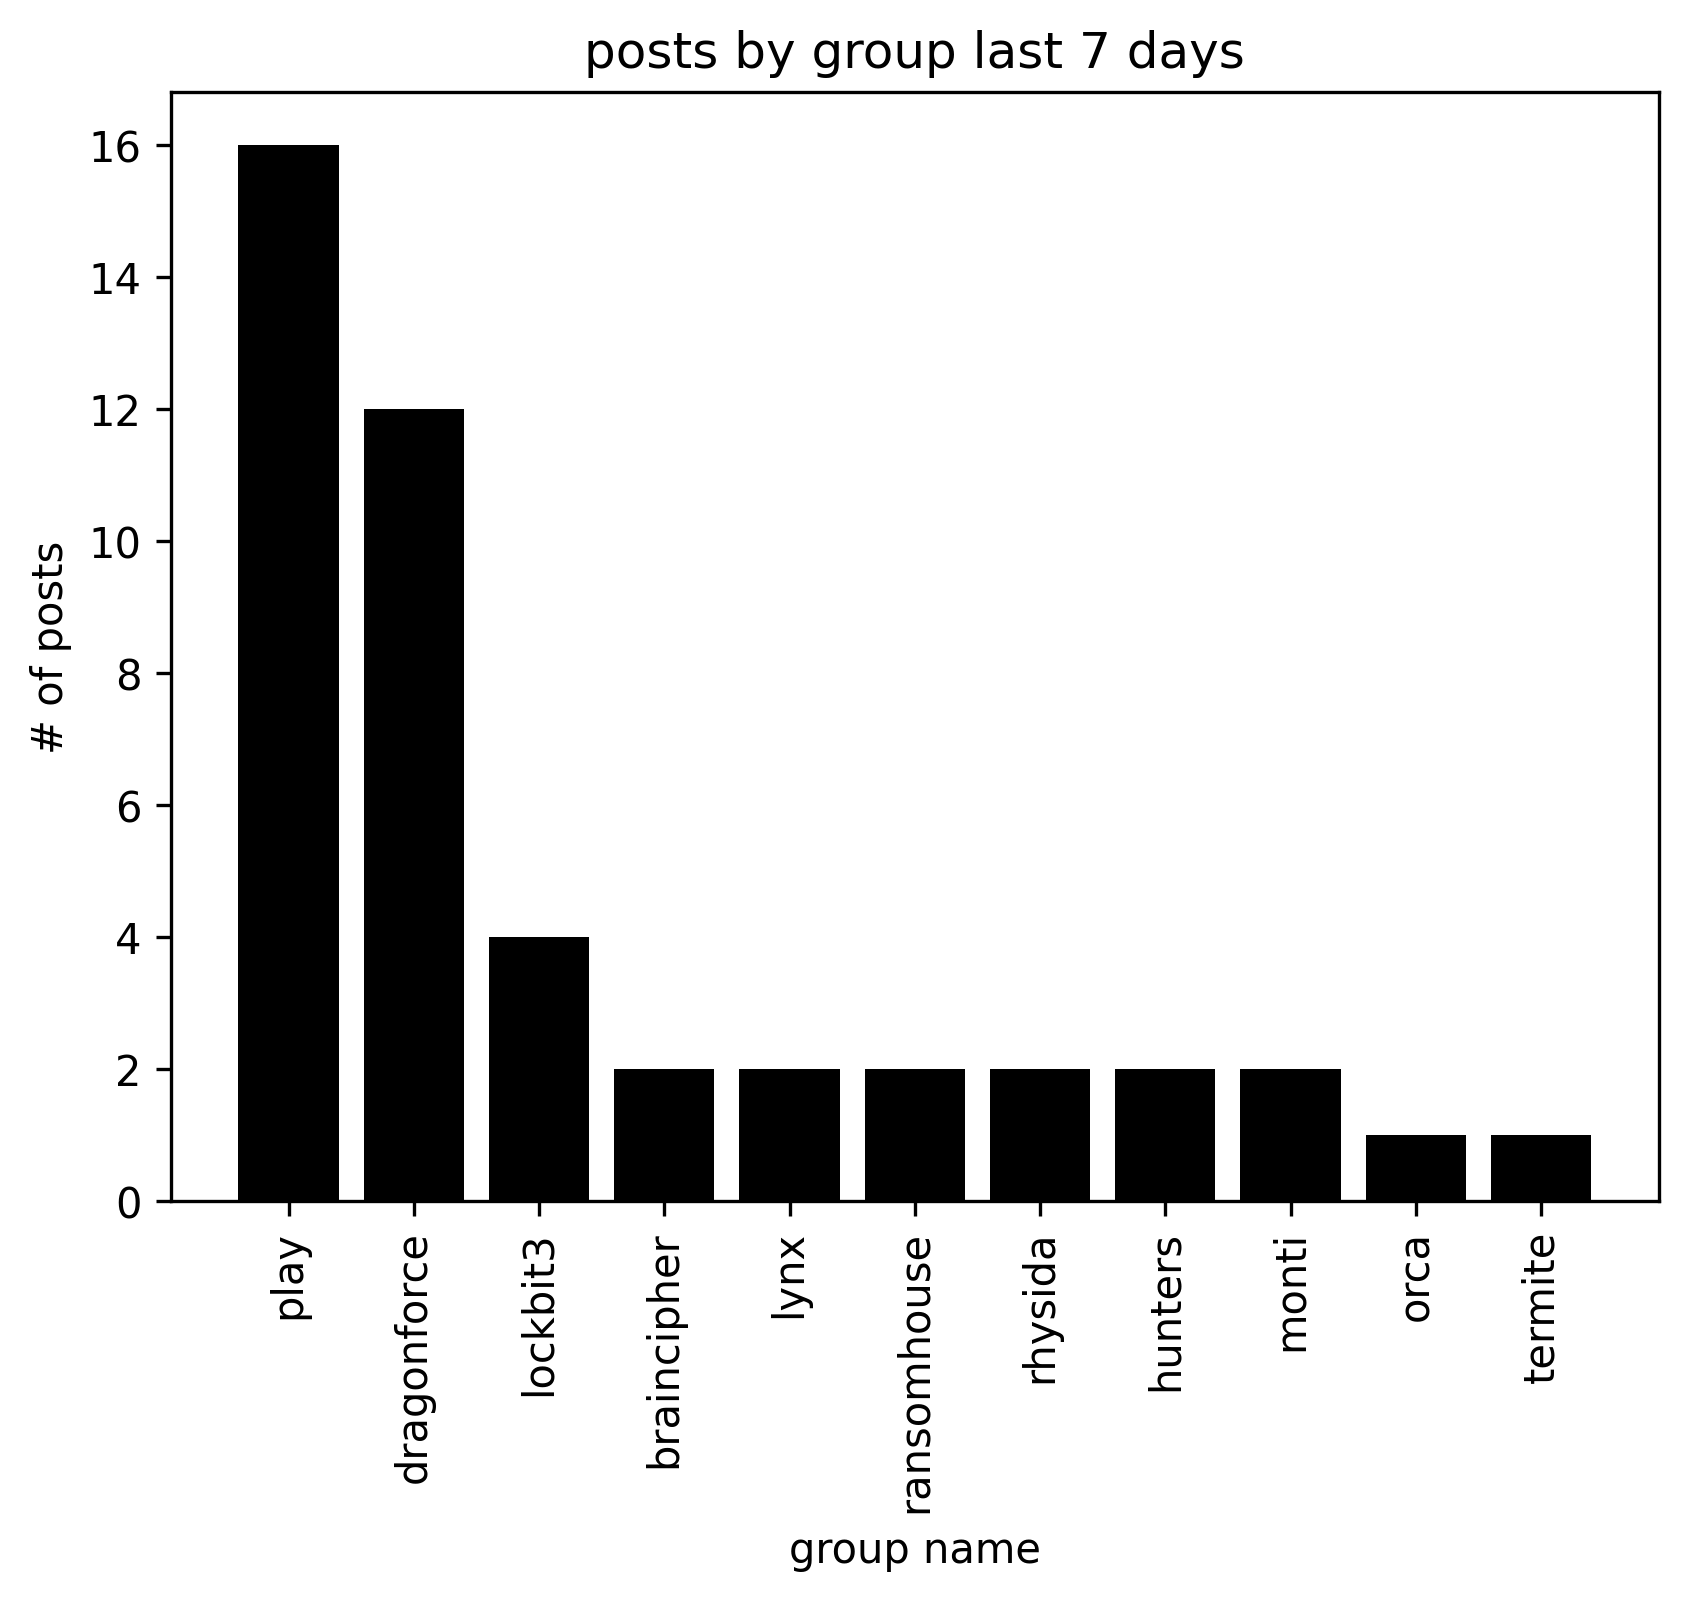 posts by group last 7 days
16
14
12
10
8
6
4
2
0
# of posts
play
dragonforce
lockbit3
braincipher
lynx
ransomhouse
rhysida
hunters
monti
orca
termite
group name